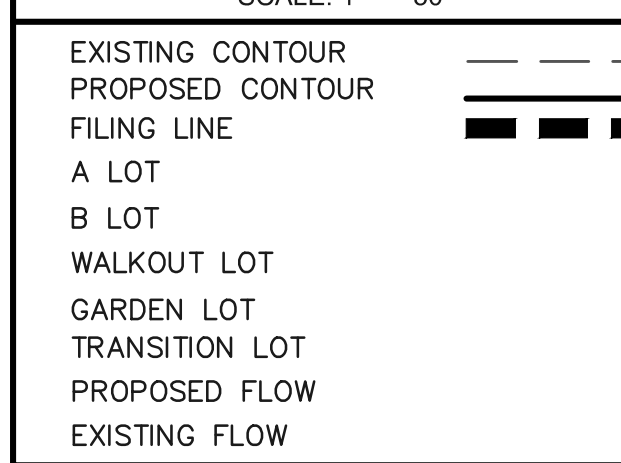 EXISTING CONTOUR
PROPOSED CONTOUR
FILING LINE
A LOT
B LOT
WALKOUT LOT
GARDEN LOT
TRANSITION LOT
PROPOSED FLOW
EXISTING FLOW